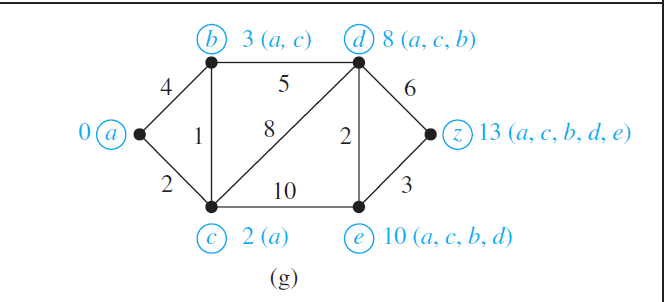 b 3 (a, c) d 8 (a, c, b)
4 5 6
0 a 1 8 2 z 13 (a, c, b, d, e)
2 10 3
c 2 (a) e 10 (a, c, b, d)
(g)